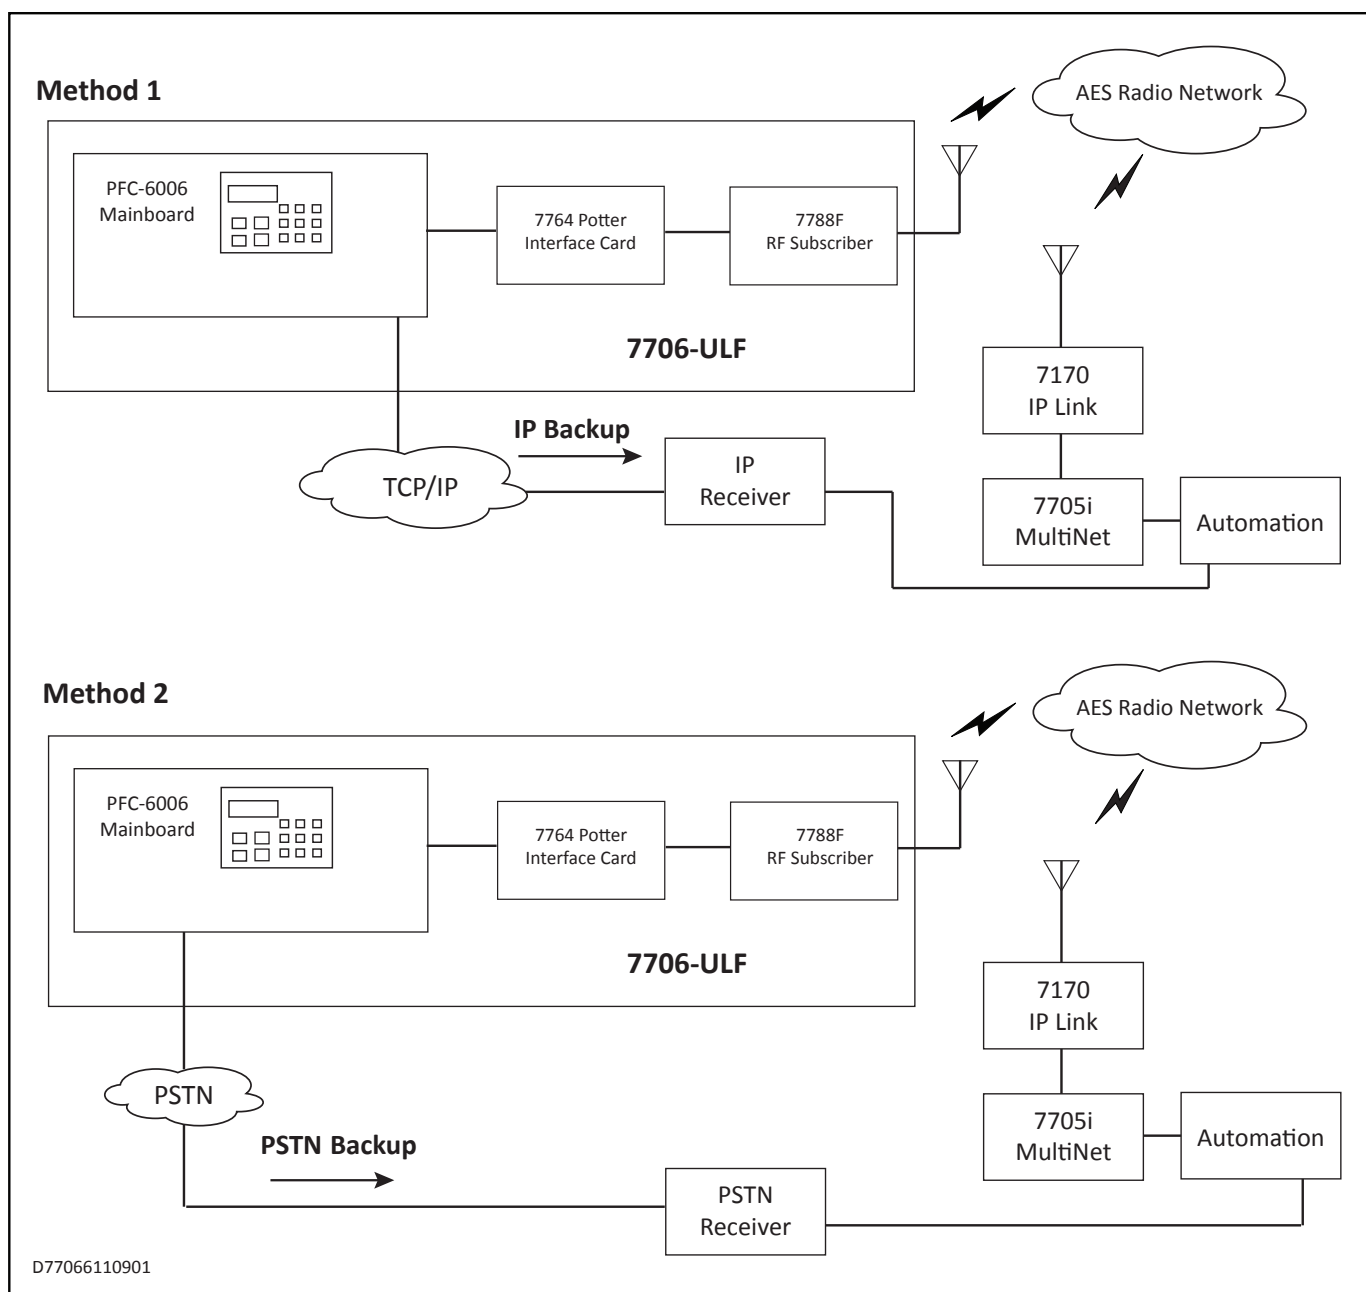 Method 1
AES Radio Network
PFC-6006
Mainboard
7764 Potter
Interface Card
7788F
RF Subscriber
7706-ULF
7170
IP Link
IP Backup
TCP/IP
IP
Receiver
7705i
MultiNet
Automation
Method 2
AES Radio Network
PFC-6006
Mainboard
7764 Potter
Interface Card
7788F
RF Subscriber
7706-ULF
7170
IP Link
PSTN
PSTN Backup
PSTN
Receiver
7705i
MultiNet
Automation
D77066110901